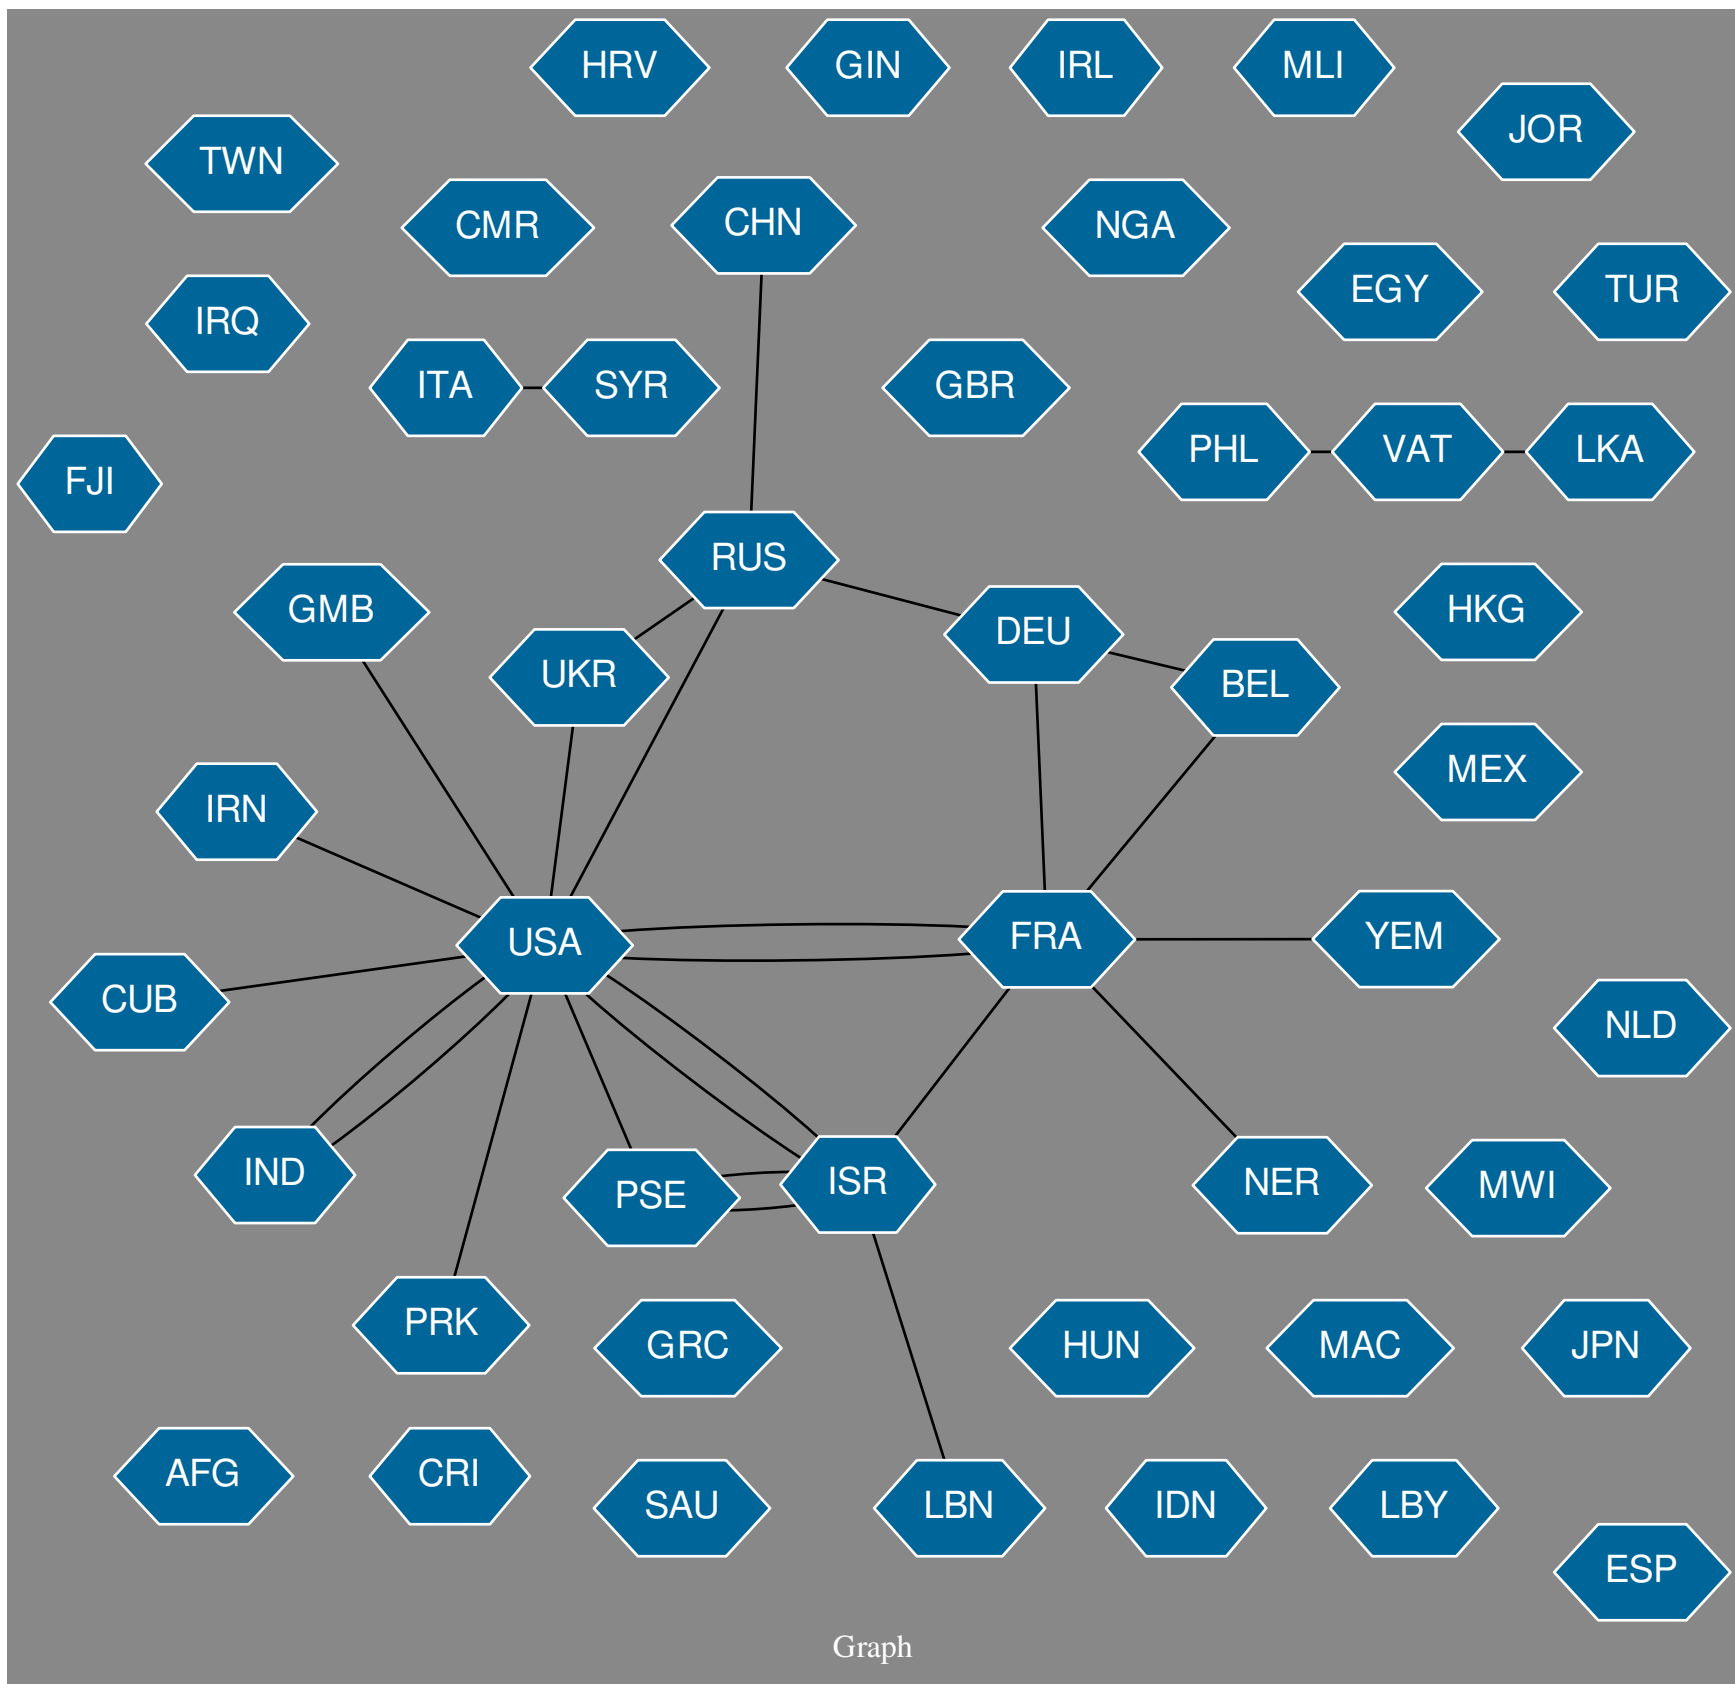 HRV
GIN
IRL
MLI
JOR
TWN
CMR
CHN
NGA
EGY
TUR
IRQ
ITA
SYR
GBR
PHL
VAT
LKA
FJI
RUS
GMB
DEU
HKG
UKR
BEL
IRN
MEX
USA
FRA
YEM
CUB
NLD
IND
PSE
ISR
NER
MWI
PRK
GRC
HUN
MAC
JPN
AFG
CRI
SAU
LBN
IDN
LBY
ESP
Graph